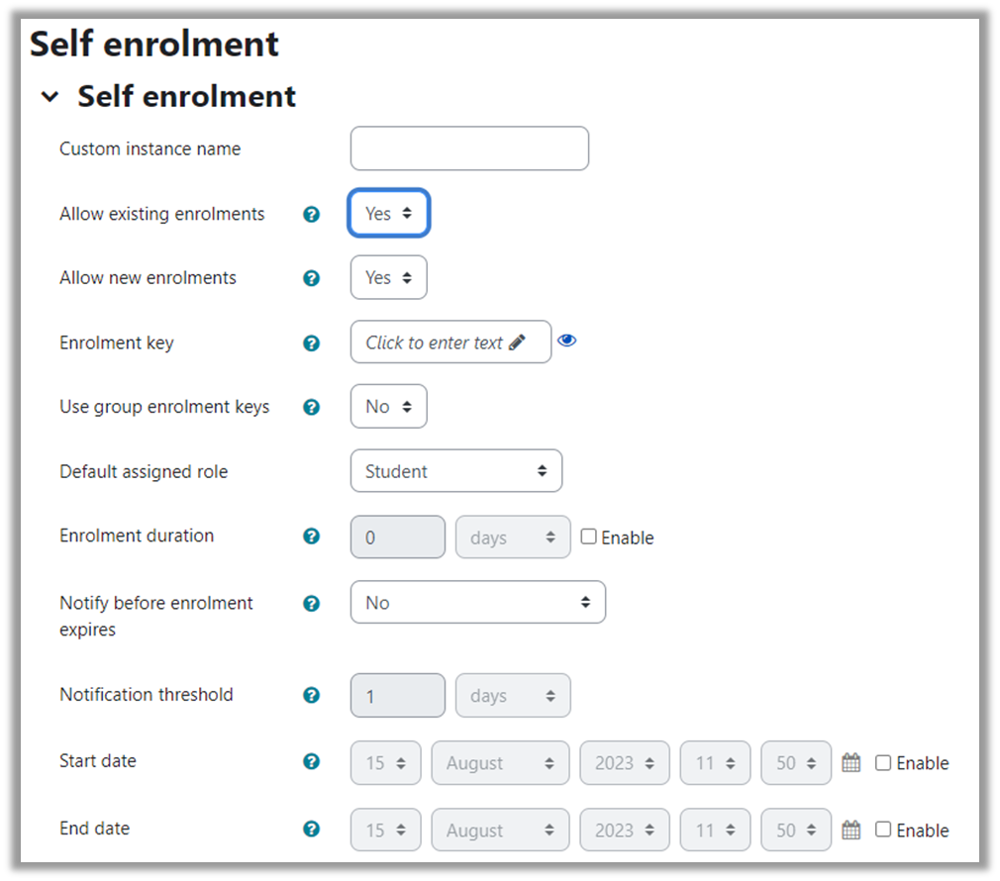 Self enrolment
Self enrolment
Custom instance name
Allow existing enrolments ? Yes
Allow new enrolments ? Yes
Enrolment key ? Click to enter text
Use group enrolment keys ? No
Default assigned role Student
Enrolment duration ? 0 days Enable
Notify before enrolment ? No
expires
Notification threshold ? 1 days
Start date ? 15 August 2023 11 50 Enable
End date ? 15 August 2023 11 50 Enable